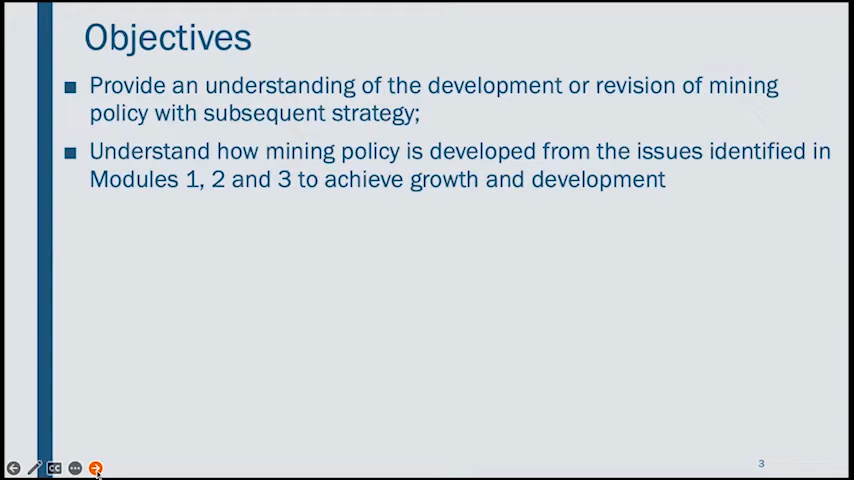 Objectives
Provide an understanding of the development or revision of mining
policy with subsequent strategy;
Understand how mining policy is developed from the issues identified in
Modules 1, 2 and 3 to achieve growth and development
CC
3